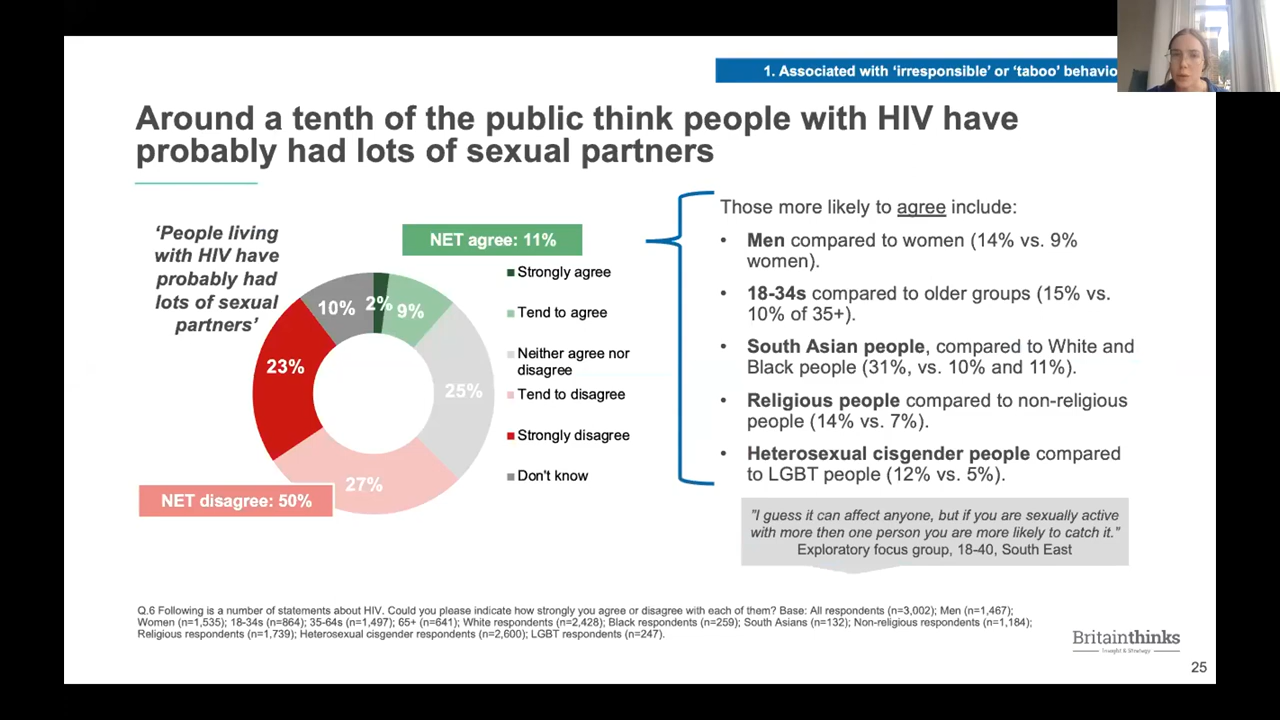 1. Associated with ‘irresponsible’ or ‘taboo’ behavio
Around a tenth of the public think people with HIV have
probably had lots of sexual partners
‘People living
with HIV have
probably had
lots of sexual
partners’
NET agree: 11%
2%
9%
25%
27%
23%
10%
NET disagree: 50%
Strongly agree
Tend to agree
Neither agree nor
disagree
Tend to disagree
Strongly disagree
Don't know
Those more likely to agree include:
• Men compared to women (14% vs. 9%
women).
• 18-34s compared to older groups (15% vs.
10% of 35+).
• South Asian people, compared to White and
Black people (31%, vs. 10% and 11%).
• Religious people compared to non-religious
people (14% vs. 7%).
• Heterosexual cisgender people compared
to LGBT people (12% vs. 5%).
"I guess it can affect anyone, but if you are sexually active
with more then one person you are more likely to catch it."
Exploratory focus group, 18-40, South East
Q.6 Following is a number of statements about HIV. Could you please indicate how strongly you agree or disagree with each of them? Base: All respondents (n=3,002); Men (n=1,467);
Women (n=1,535); 18-34s (n=864); 35-64s (n=1,497); 65+ (n=641); White respondents (n=2,428); Black respondents (n=259); South Asians (n=132); Non-religious respondents (n=1,184);
Religious respondents (n=1,739); Heterosexual cisgender respondents (n=2,600); LGBT respondents (n=247).
Britainthinks
Insight & Strategy
25